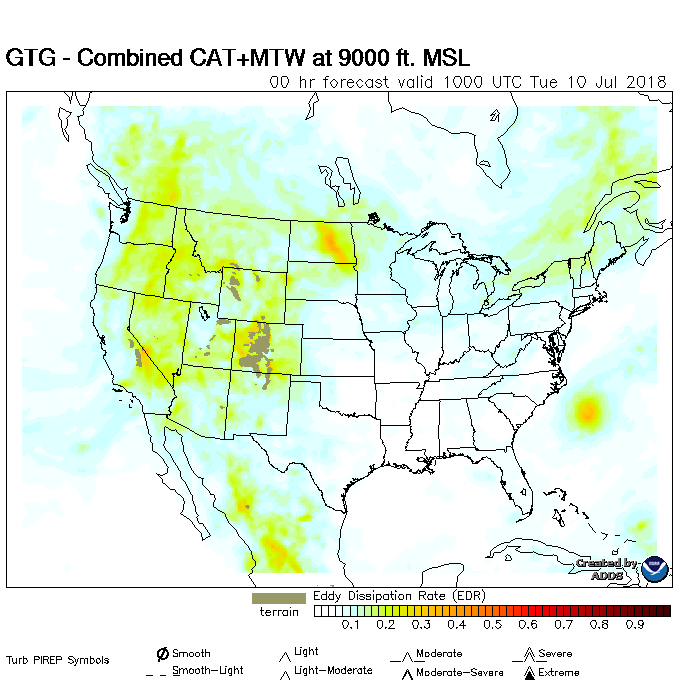 GTG - Combined CAT+MTW at 9000 ft. MSL
00 hr forecast valid 1000 UTC Tue 10 Jul 2018
Created by
ADDS
terrain
Eddy Dissipation Rate (EDR)
0.1 0.2 0.3 0.4 0.5 0.6 0.7 0.8 0.9
Turb PIREP Symbols
Smooth Light Moderate Severe
Smooth-Light Light-Moderate Moderate-Severe Extreme